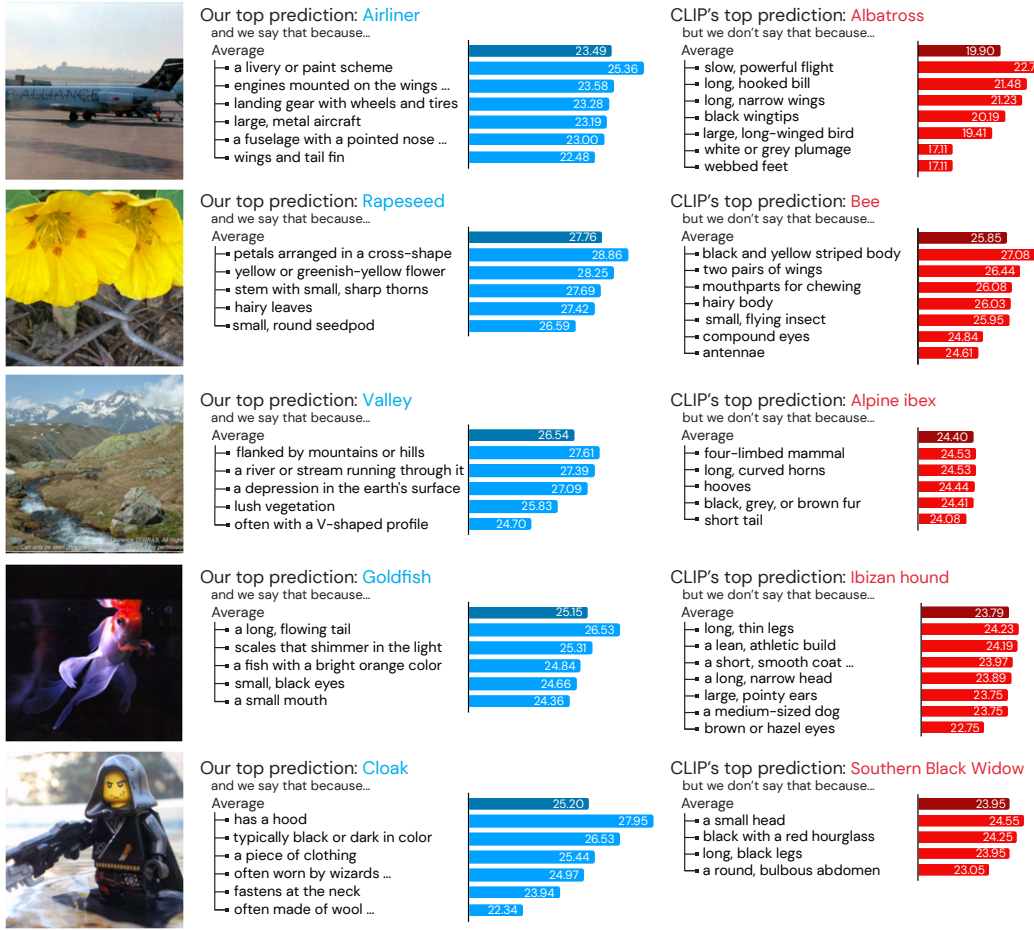 Our top prediction: Airliner
and we say that because...
Average 23.49
a livery or paint scheme 25.36
engines mounted on the wings ... 23.58
landing gear with wheels and tires 23.28
large, metal aircraft 23.19
a fuselage with a pointed nose ... 23.00
wings and tail fin 22.48
CLIP's top prediction: Albatross
but we don't say that because...
Average 19.90
slow, powerful flight 22.7
long, hooked bill 21.48
long, narrow wings 21.23
black wingtips 20.19
large, long-winged bird 19.41
white or grey plumage 17.11
webbed feet 17.11
Our top prediction: Rapeseed
and we say that because...
Average 27.76
petals arranged in a cross-shape 28.86
yellow or greenish-yellow flower 28.25
stem with small, sharp thorns 27.69
hairy leaves 27.42
small, round seedpod 26.59
CLIP's top prediction: Bee
but we don't say that because...
Average 25.85
black and yellow striped body 27.08
two pairs of wings 26.44
mouthparts for chewing 26.08
hairy body 26.03
small, flying insect 25.95
compound eyes 24.84
antennae 24.61
Our top prediction: Valley
and we say that because...
Average 26.54
flanked by mountains or hills 27.61
a river or stream running through it 27.39
a depression in the earth's surface 27.09
lush vegetation 25.83
often with a V-shaped profile 24.70
CLIP's top prediction: Alpine ibex
but we don't say that because...
Average 24.40
four-limbed mammal 24.53
long, curved horns 24.53
hooves 24.44
black, grey, or brown fur 24.41
short tail 24.08
Our top prediction: Goldfish
and we say that because...
Average 25.15
a long, flowing tail 26.53
scales that shimmer in the light 25.31
a fish with a bright orange color 24.84
small, black eyes 24.66
a small mouth 24.36
CLIP's top prediction: Ibizan hound
but we don't say that because...
Average 23.79
long, thin legs 24.23
a lean, athletic build 24.19
a short, smooth coat ... 23.97
a long, narrow head 23.89
large, pointy ears 23.75
a medium-sized dog 23.75
brown or hazel eyes 22.75
Our top prediction: Cloak
and we say that because...
Average 25.20
has a hood 27.95
typically black or dark in color 26.53
a piece of clothing 25.44
often worn by wizards ... 24.97
fastens at the neck 23.94
often made of wool ... 22.34
CLIP's top prediction: Southern Black Widow
but we don't say that because...
Average 23.95
a small head 24.55
black with a red hourglass 24.25
long, black legs 23.95
a round, bulbous abdomen 23.05